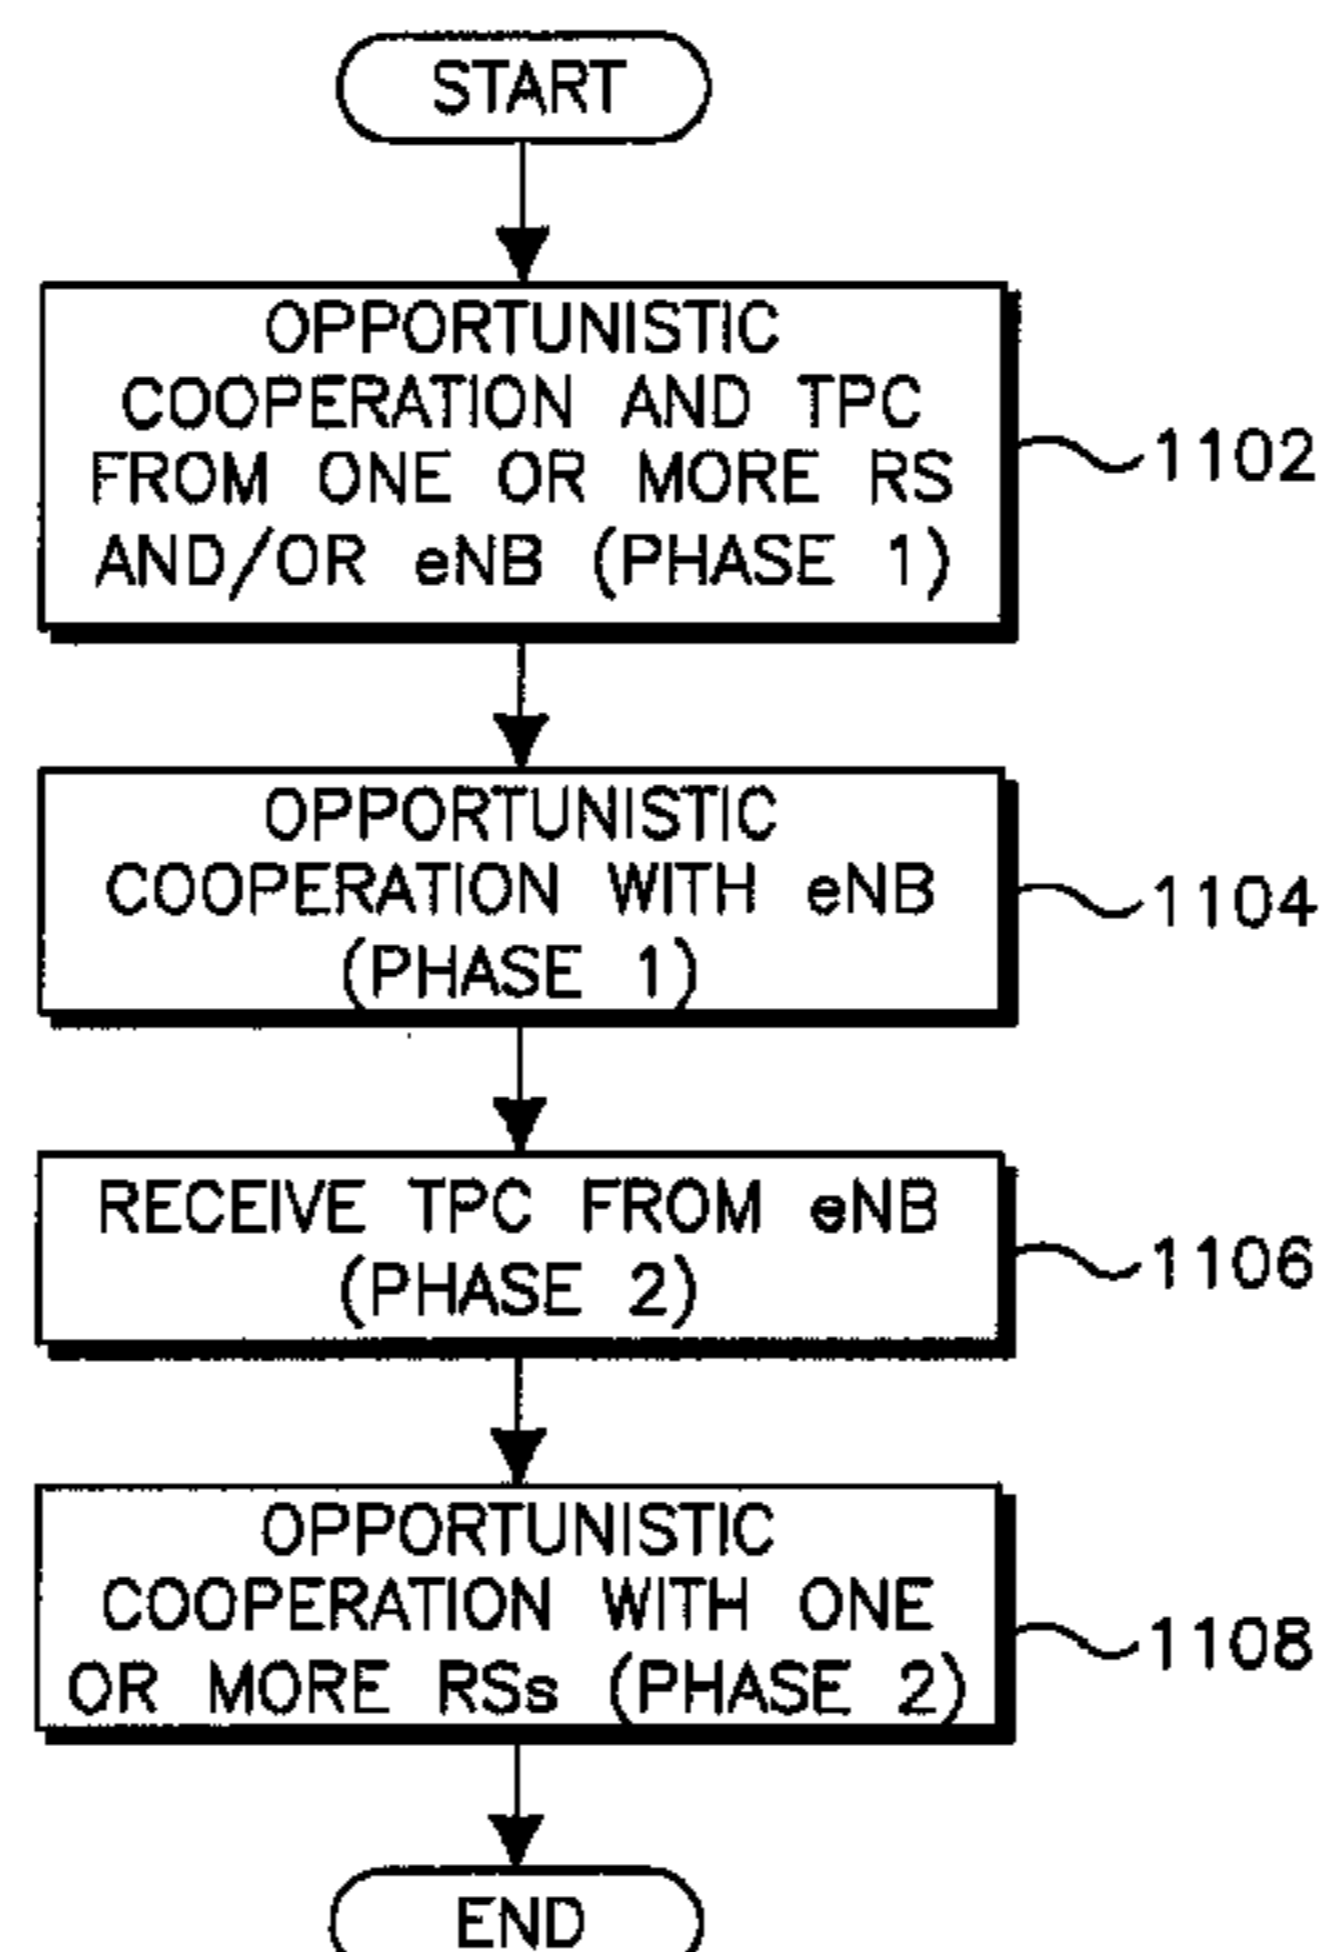 START
OPPORTUNISTIC
COOPERATION AND TPC
FROM ONE OR MORE RS
AND/OR eNB (PHASE 1)
1102
OPPORTUNISTIC
COOPERATION WITH eNB
(PHASE 1)
1104
RECEIVE TPC FROM eNB
(PHASE 2)
1106
OPPORTUNISTIC
COOPERATION WITH ONE
OR MORE RSs (PHASE 2)
1108
END